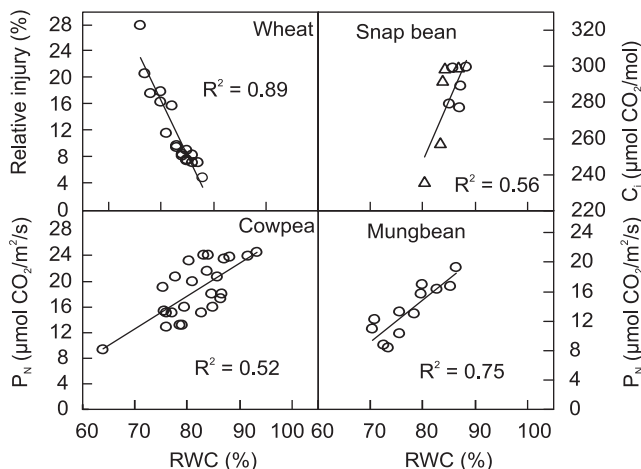 28
24
20
16
12
8
4
0
Relative injury (%)
Wheat
R² = 0.89
Snap bean
R² = 0.56
320
300
280
260
240
220
Cᵢ (µmol CO₂/mol)
28
24
20
16
12
8
4
0
P_N (µmol CO₂/m²/s)
Cowpea
R² = 0.52
Mungbean
R² = 0.75
24
20
16
12
8
4
0
P_N (µmol CO₂/m²/s)
60 70 80 90 100
RWC (%)
60 70 80 90 100
RWC (%)